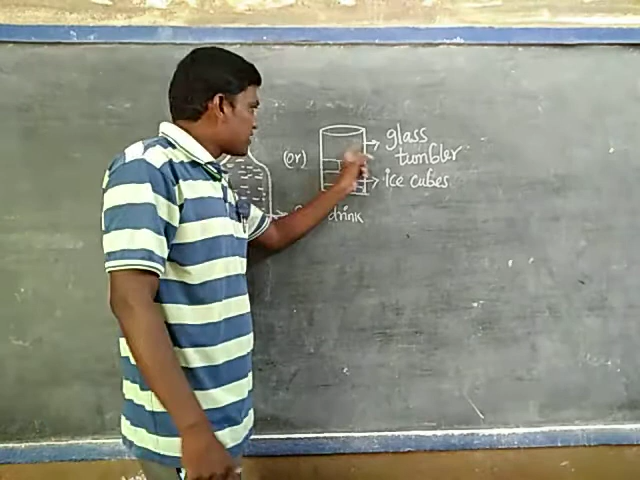 (or)
glass
tumbler
ice cubes
drink